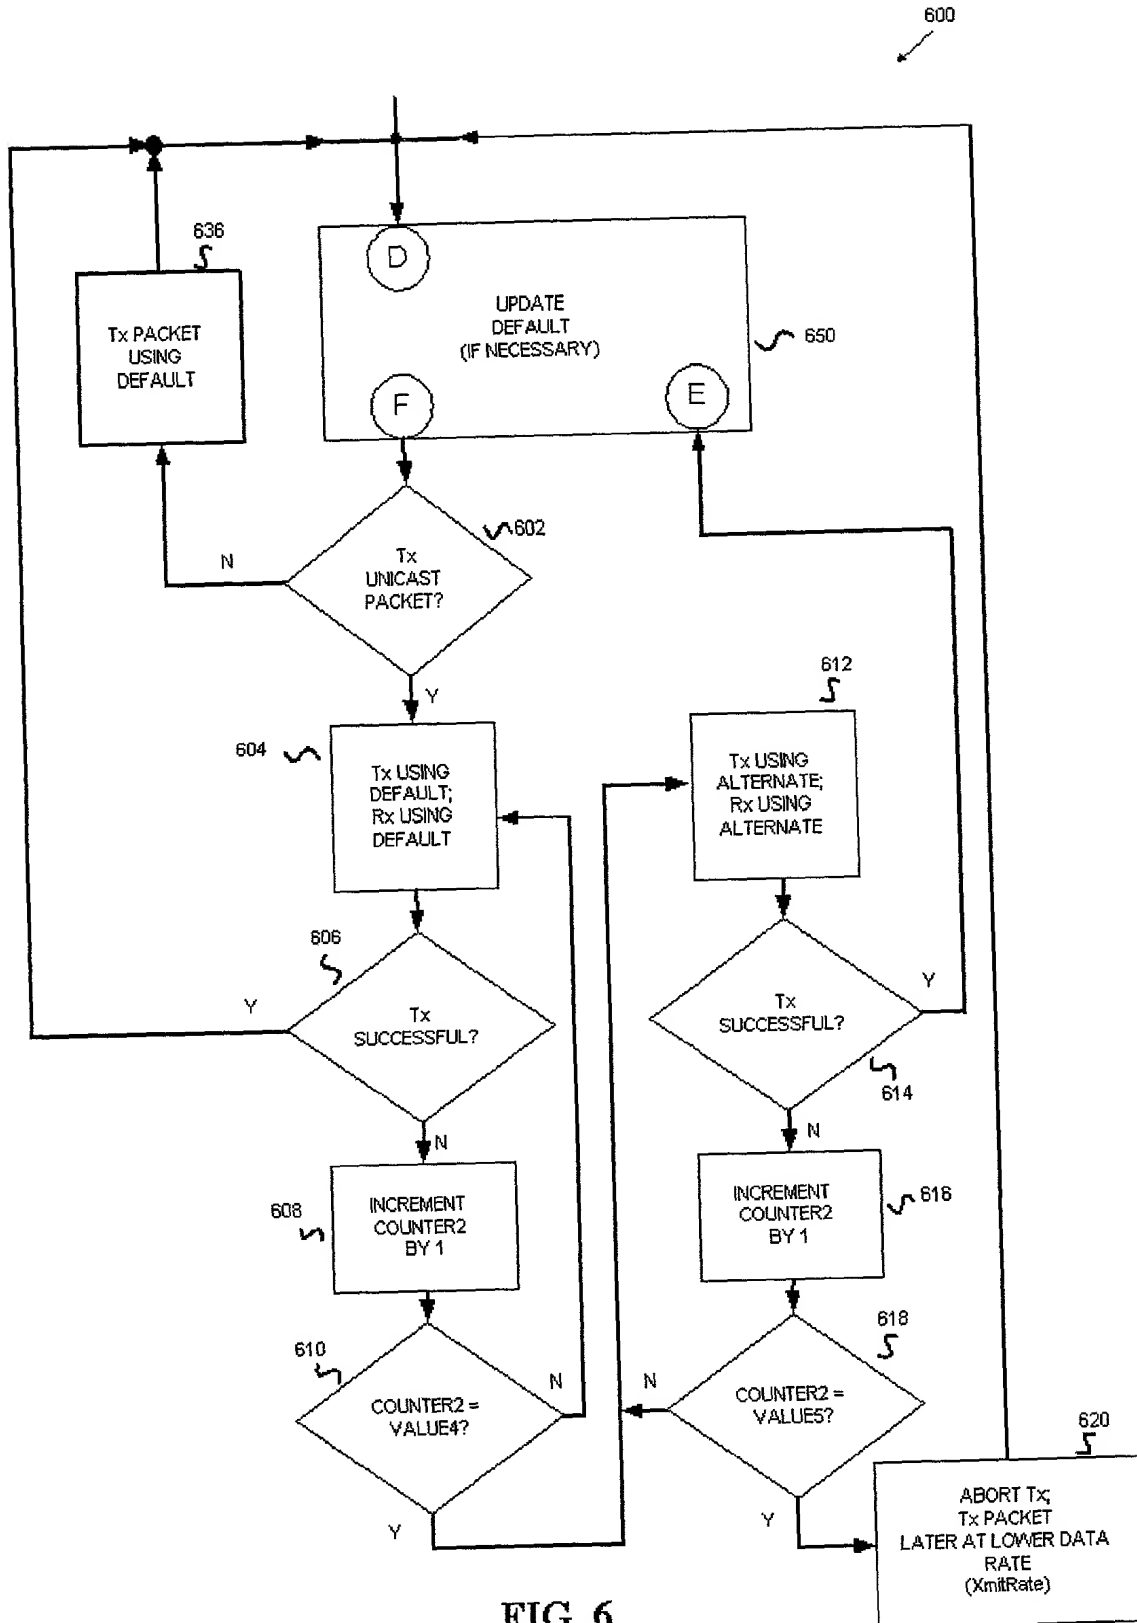 600
636
D
Tx PACKET
USING
DEFAULT
UPDATE
DEFAULT
(IF NECESSARY)
650
F
E
602
Tx
UNICAST
PACKET?
N
Y
612
604
Tx USING
DEFAULT;
Rx USING
DEFAULT
Tx USING
ALTERNATE;
Rx USING
ALTERNATE
606
Y
Tx
SUCCESSFUL?
Tx
SUCCESSFUL?
Y
614
N
N
608
INCREMENT
COUNTER2
BY 1
INCREMENT
COUNTER2
BY 1
616
610
618
COUNTER2 =
VALUE4?
N
N
COUNTER2 =
VALUE5?
620
Y
Y
ABORT Tx;
Tx PACKET
LATER AT LOWER DATA
RATE
(XmitRate)
FIG. 6